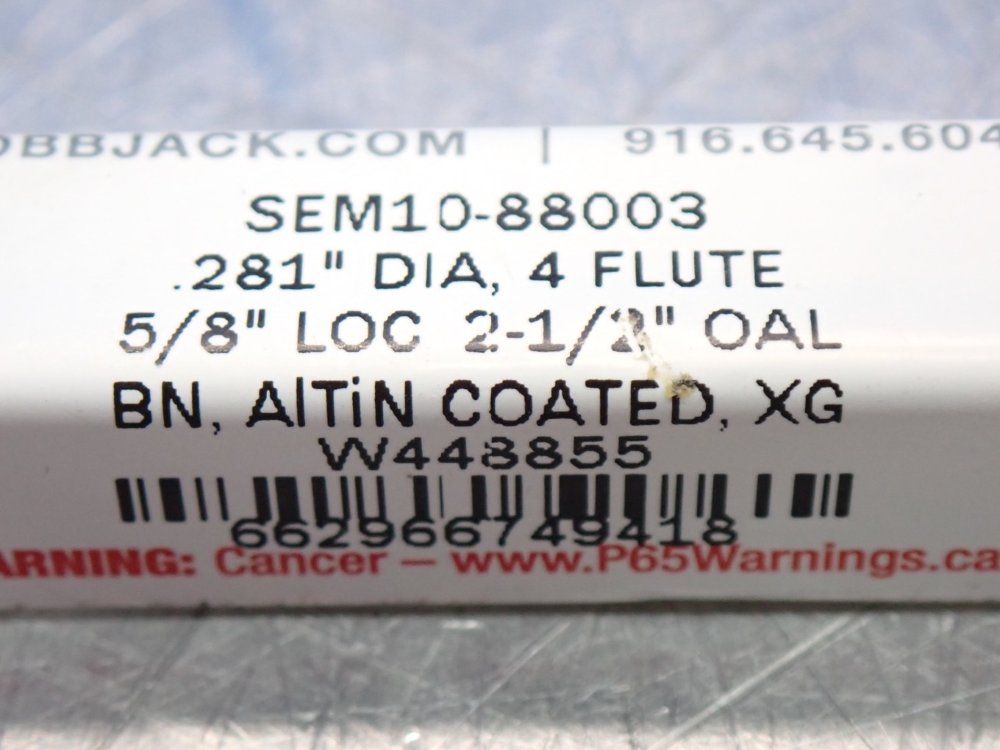 OBBJACK.COM | 916.645.604
SEM10-88003
.281" DIA, 4 FLUTE
5/8" LOC 2-1/2" OAL
BN, AlTiN COATED, XG
W448855
662966749418
ARNING: Cancer – www.P65Warnings.ca